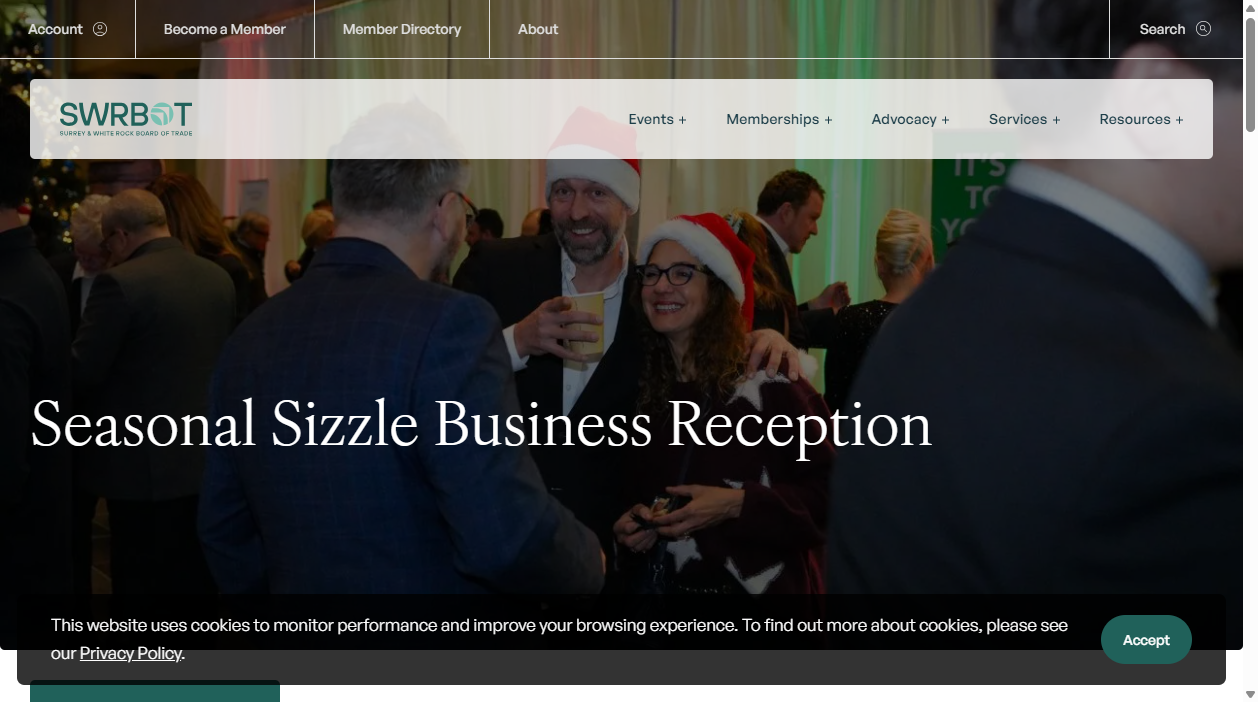 Account
Become a Member
Member Directory
About
Search
SWRBOT
SURREY & WHITE ROCK BOARD OF TRADE
Events +
Memberships +
Advocacy +
Services +
Resources +
IT'S
Seasonal Sizzle Business Reception
This website uses cookies to monitor performance and improve your browsing experience. To find out more about cookies, please see
our Privacy Policy.
Accept